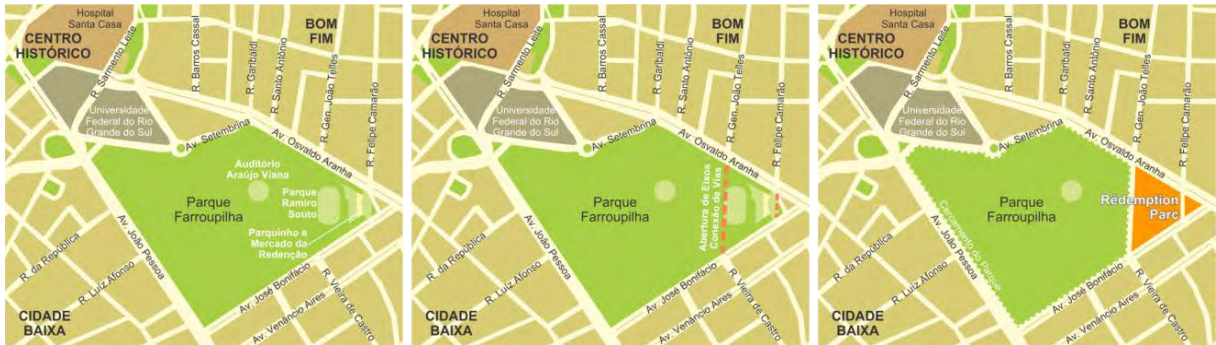 Hospital
Santa Casa
CENTRO
HISTÓRICO
R. Sarmento Leite
R. Barros Cassal
BOM
FIM
R. Garibaldi
R. Santo Antônio
R. Gen. João Telles
R. Felipe Camarão
Universidade
Federal do Rio
Grande do Sul
Av. Setembrina
Av. Osvaldo Aranha
Auditório
Araújo Viana
Parque
Ramiro
Souto
Parque
Farroupilha
Parquinho e
Mercado da
Redenção
Av. João Pessoa
R. da República
R. Luiz Afonso
Av. José Bonifácio
Av. Venâncio Aires
R. Vieira de Castro
CIDADE
BAIXA
Hospital
Santa Casa
CENTRO
HISTÓRICO
R. Sarmento Leite
R. Barros Cassal
BOM
FIM
R. Garibaldi
R. Santo Antônio
R. Gen. João Telles
R. Felipe Camarão
Universidade
Federal do Rio
Grande do Sul
Av. Setembrina
Av. Osvaldo Aranha
Parque
Farroupilha
Abertura de Eixos
Conexão de Vias
Av. João Pessoa
R. da República
R. Luiz Afonso
Av. José Bonifácio
Av. Venâncio Aires
R. Vieira de Castro
CIDADE
BAIXA
Hospital
Santa Casa
CENTRO
HISTÓRICO
R. Sarmento Leite
R. Barros Cassal
BOM
FIM
R. Garibaldi
R. Santo Antônio
R. Gen. João Telles
R. Felipe Camarão
Universidade
Federal do Rio
Grande do Sul
Av. Setembrina
Av. Osvaldo Aranha
Parque
Farroupilha
Rédemption
Parc
Cercamento do Parque
Av. João Pessoa
R. da República
R. Luiz Afonso
Av. José Bonifácio
Av. Venâncio Aires
R. Vieira de Castro
CIDADE
BAIXA